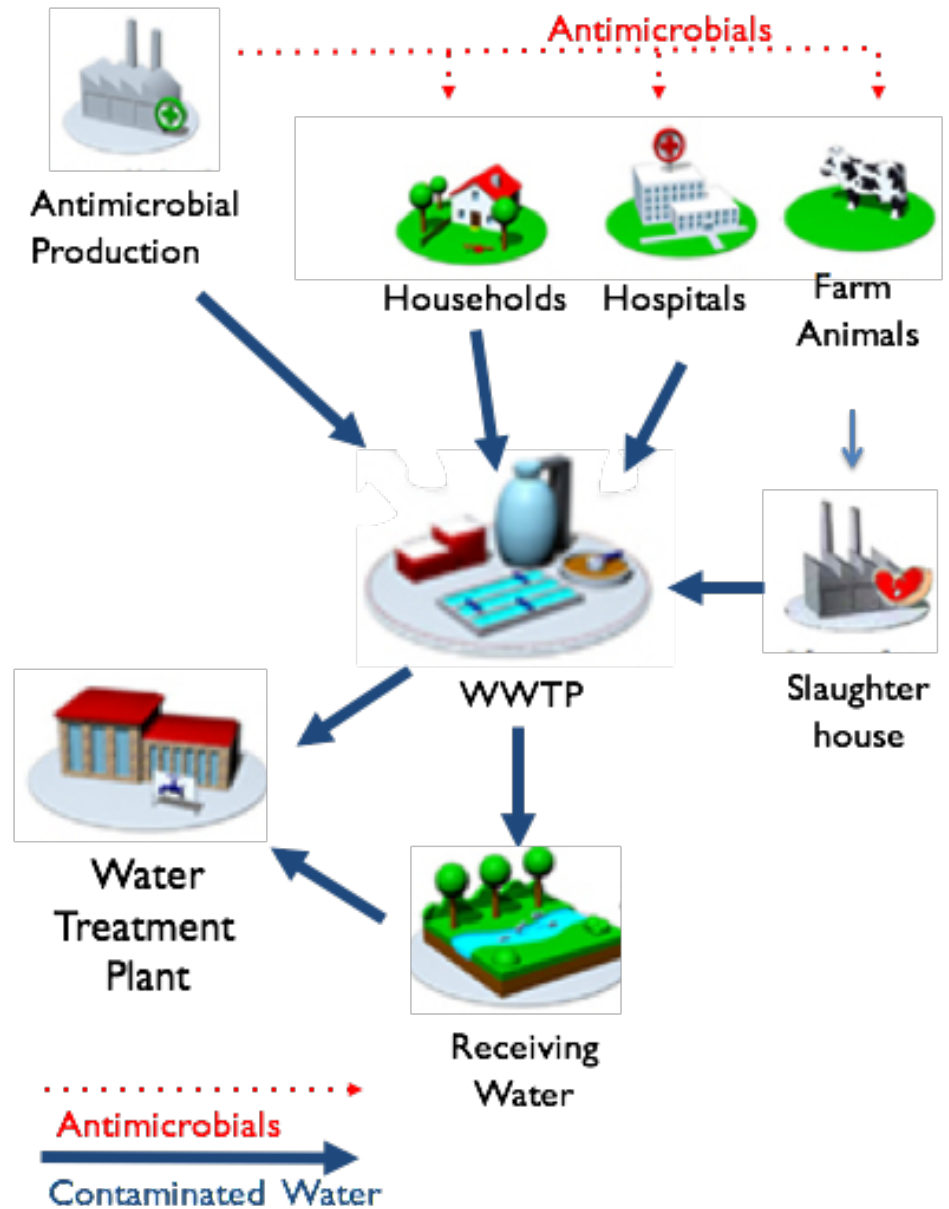 Antimicrobials
Antimicrobial
Production
Households
Hospitals
Farm
Animals
WWTP
Slaughter
house
Water
Treatment
Plant
Receiving
Water
Antimicrobials
Contaminated Water